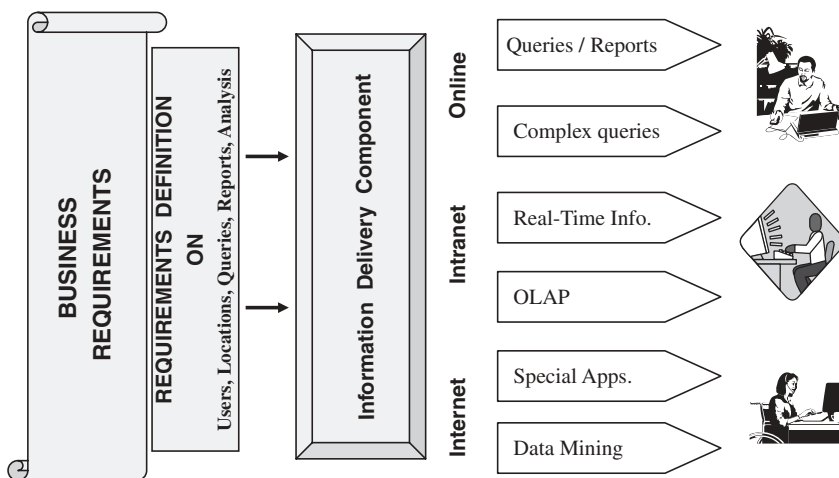 BUSINESS
REQUIREMENTS
REQUIREMENTS DEFINITION
ON
Users, Locations, Queries, Reports, Analysis
Information Delivery Component
Online
Queries / Reports
Complex queries
Intranet
Real-Time Info.
OLAP
Internet
Special Apps.
Data Mining